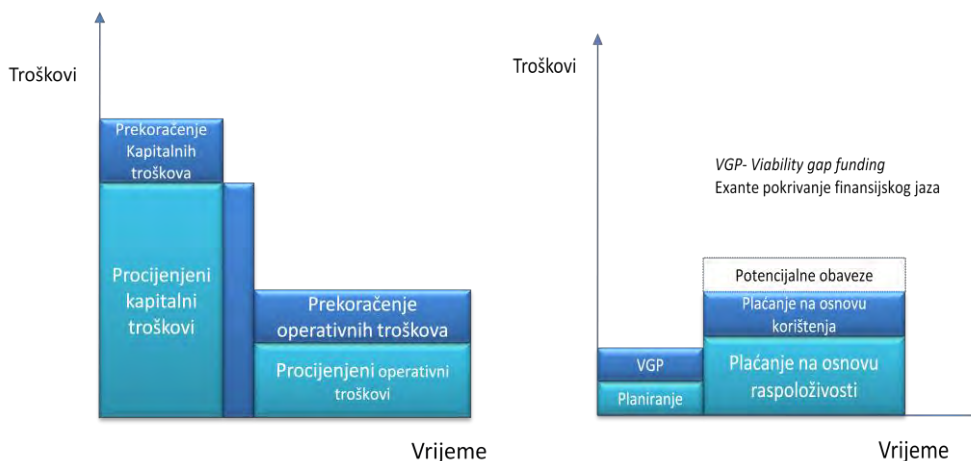 Troškovi
Prekoračenje
Kapitalnih
troškova
Procijenjeni
kapitalni
troškovi
Prekoračenje
operativnih troškova
Procijenjeni operativni
troškovi
Vrijeme
Troškovi
VGP- Viability gap funding
Exante pokrivanje finansijskog jaza
Potencijalne obaveze
Plaćanje na osnovu
korištenja
VGP
Planiranje
Plaćanje na osnovu
raspoloživosti
Vrijeme